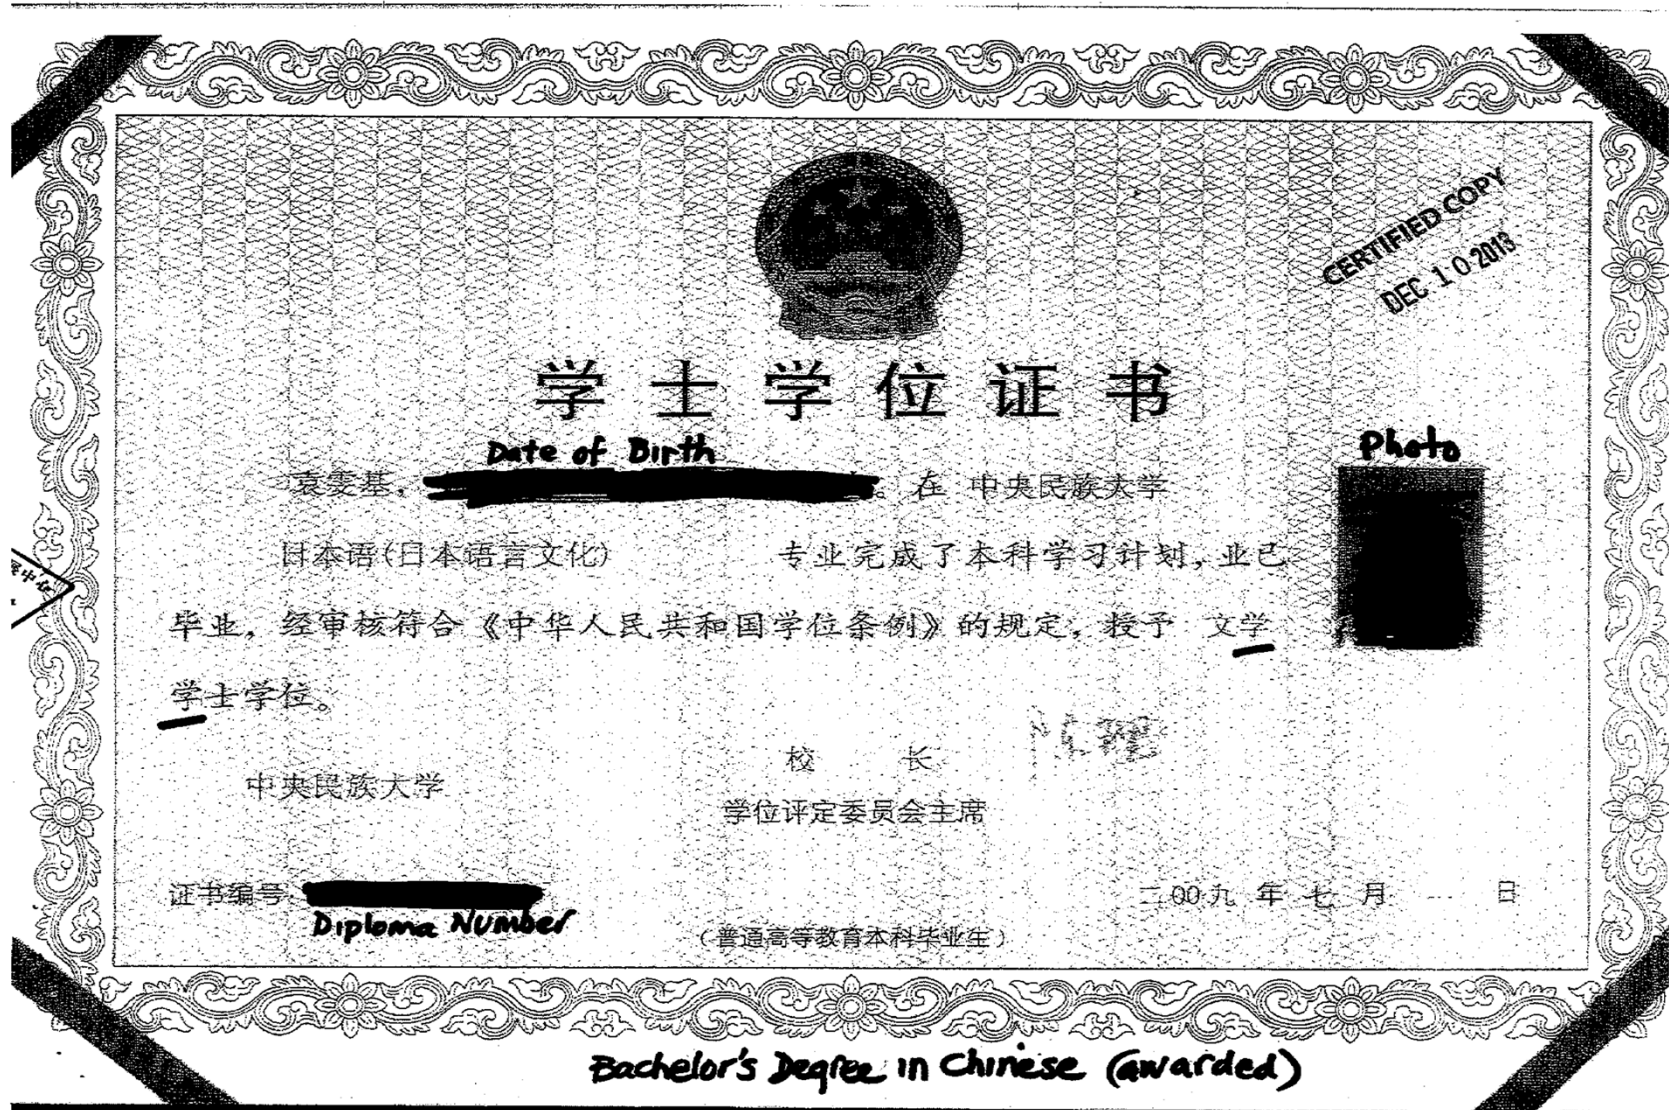 CERTIFIED COPY
DEC 10 2013
学士学位证书
Date of Birth
Photo
袁雯基, 。在 中央民族大学
日本语(日本语言文化) 专业完成了本科学习计划，业已
毕业，经审核符合《中华人民共和国学位条例》的规定，授予 文学
学士学位。
校 长
中央民族大学
学位评定委员会主席
证书编号:
二00九 年 七 月 日
Diploma Number
(普通高等教育本科毕业生)
Bachelor's Degree in Chinese (awarded)